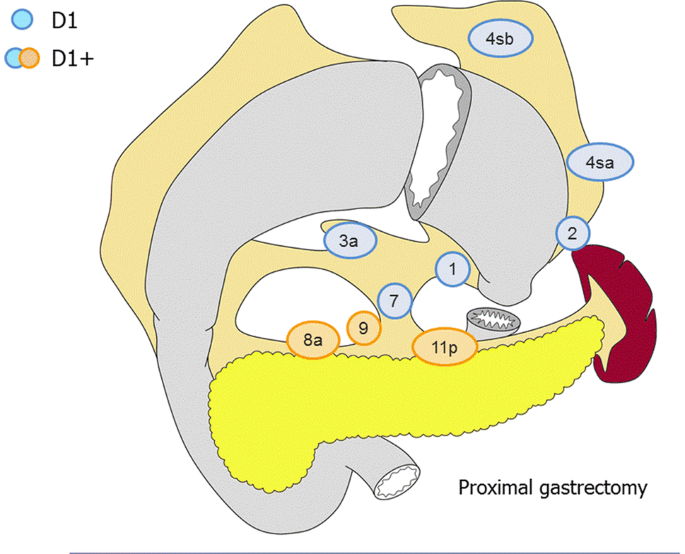 D1
D1+
4sb
4sa
2
3a
1
7
9
8a
11p
Proximal gastrectomy